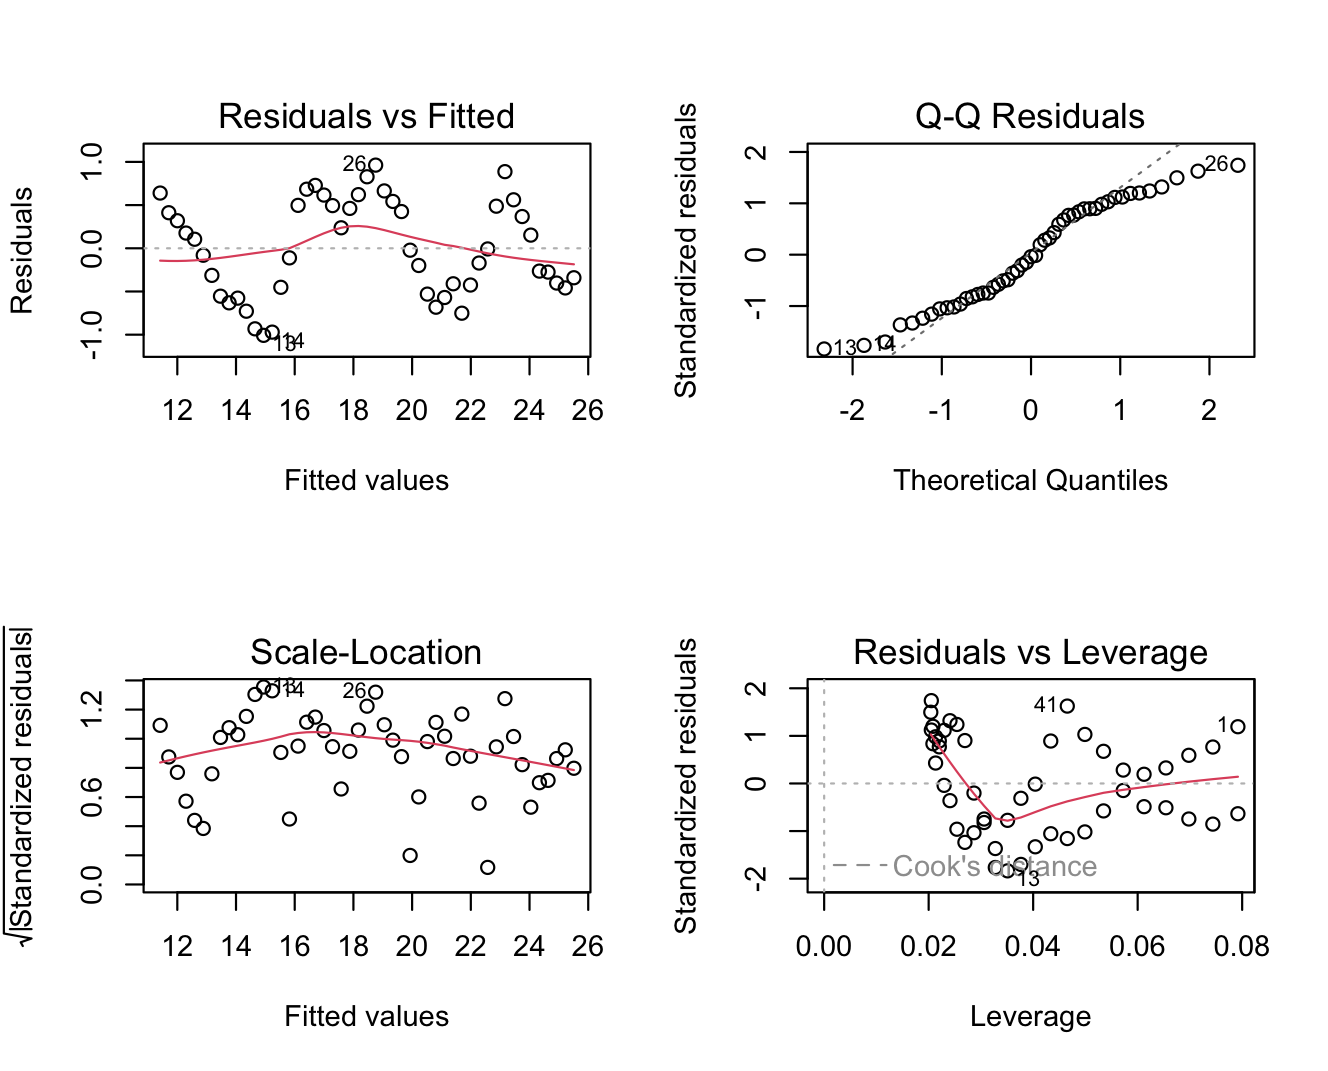 Residuals vs Fitted
Residuals
1.0
0.0
-1.0
26
13
14
12 14 16 18 20 22 24 26
Fitted values
Q-Q Residuals
Standardized residuals
2
1
0
-1
13
14
26
-2 -1 0 1 2
Theoretical Quantiles
Scale-Location
√|Standardized residuals|
1.2
0.6
0.0
13
14
26
12 14 16 18 20 22 24 26
Fitted values
Residuals vs Leverage
Standardized residuals
2
1
0
-2
41
1
Cook's distance
13
0.00 0.02 0.04 0.06 0.08
Leverage